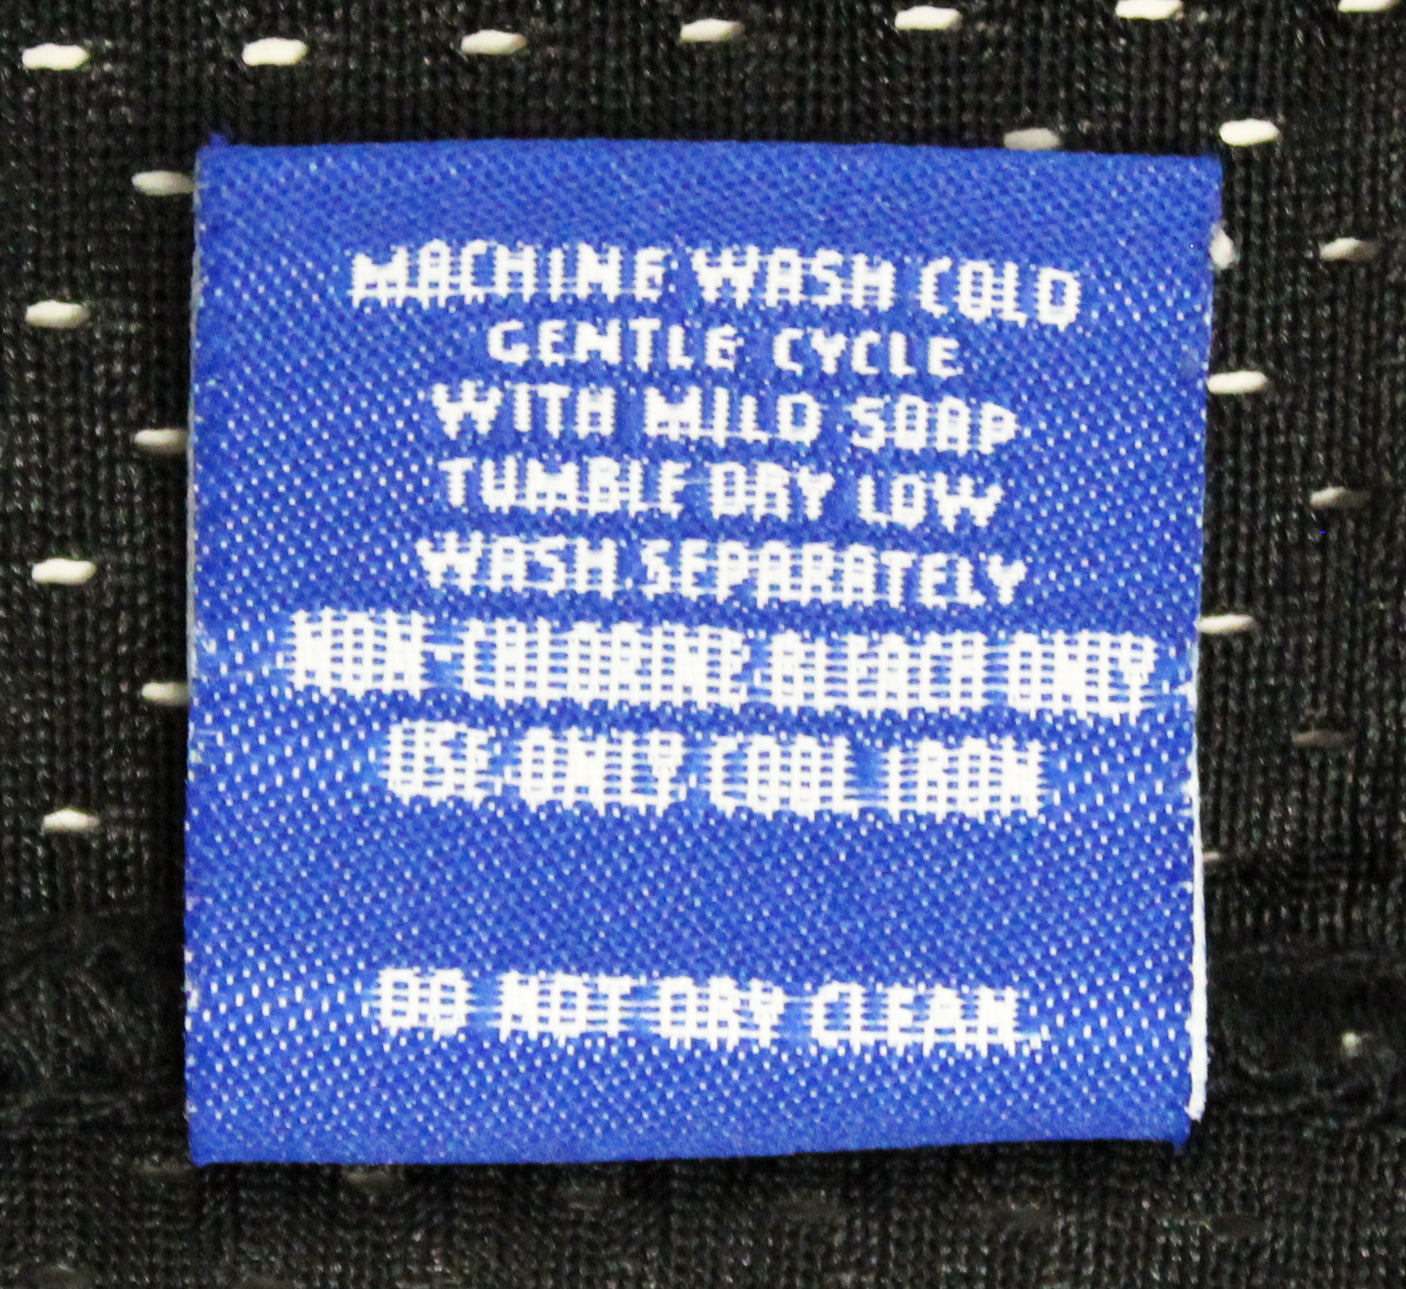 MACHINE WASH COLD
GENTLE CYCLE
WITH MILD SOAP
TUMBLE DRY LOW
WASH SEPARATELY
NON-CHLORINE BLEACH ONLY
USE ONLY COOL IRON
DO NOT DRY CLEAN.